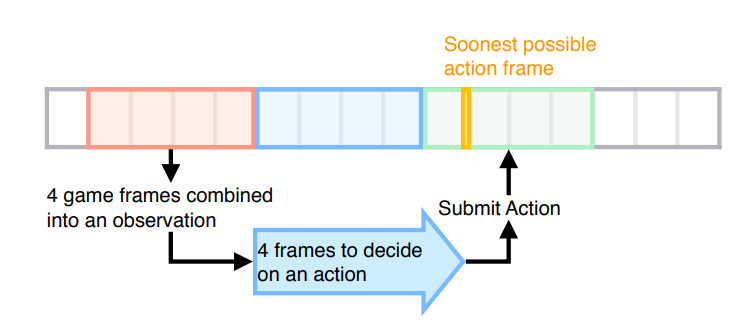 Soonest possible
action frame
4 game frames combined
into an observation
4 frames to decide
on an action
Submit Action